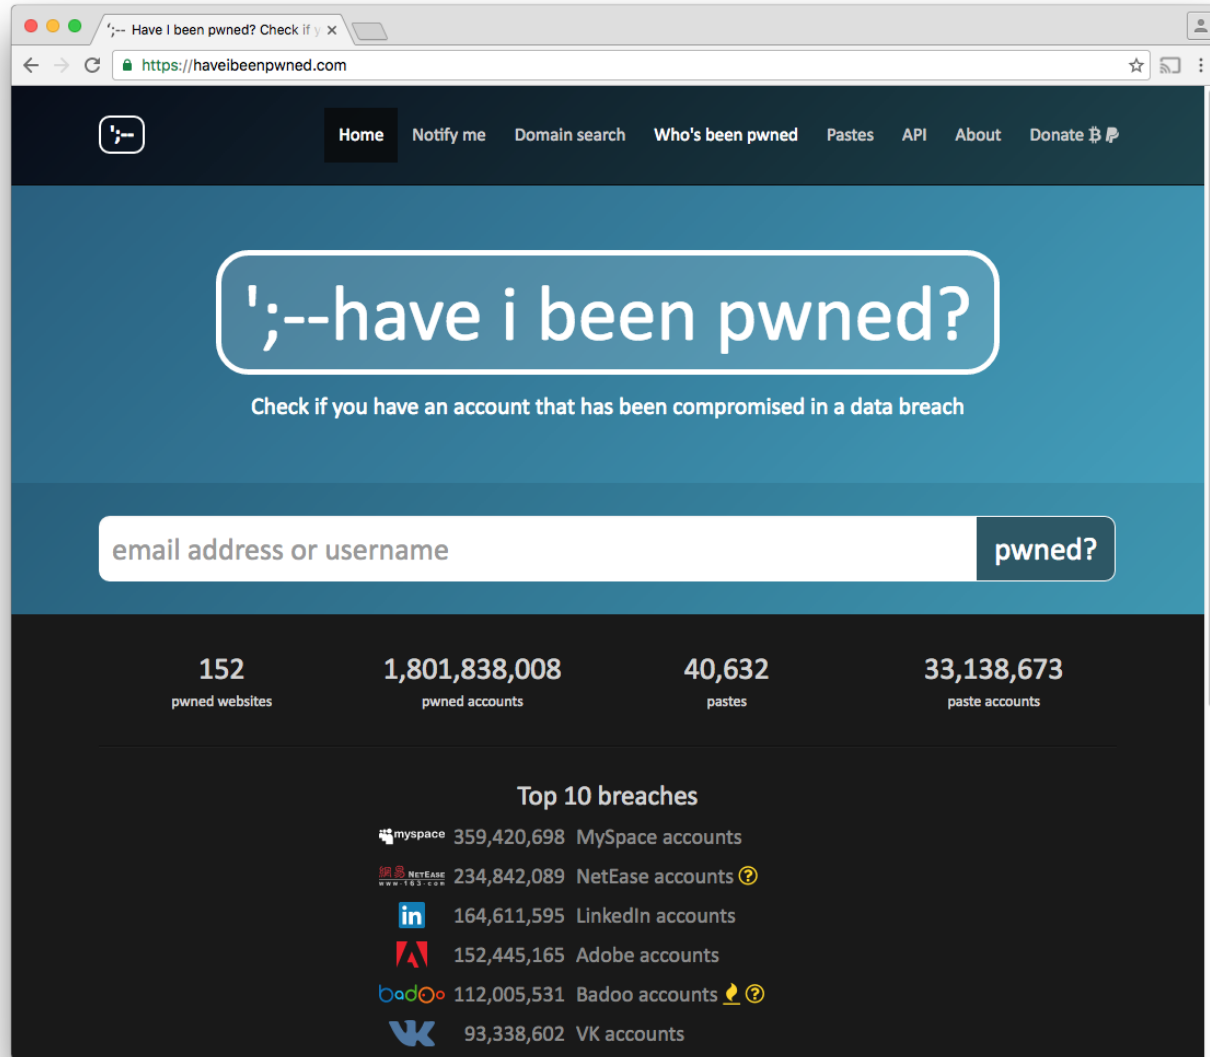 ';-- Have I been pwned? Check if y
https://haveibeenpwned.com
';--
Home Notify me Domain search Who's been pwned Pastes API About Donate
';--have i been pwned?
Check if you have an account that has been compromised in a data breach
email address or username pwned?
152 1,801,838,008 40,632 33,138,673
pwned websites pwned accounts pastes paste accounts
Top 10 breaches
myspace 359,420,698 MySpace accounts
網易 NETEASE 234,842,089 NetEase accounts ?
www.163.com
in 164,611,595 LinkedIn accounts
152,445,165 Adobe accounts
badoo 112,005,531 Badoo accounts ?
93,338,602 VK accounts